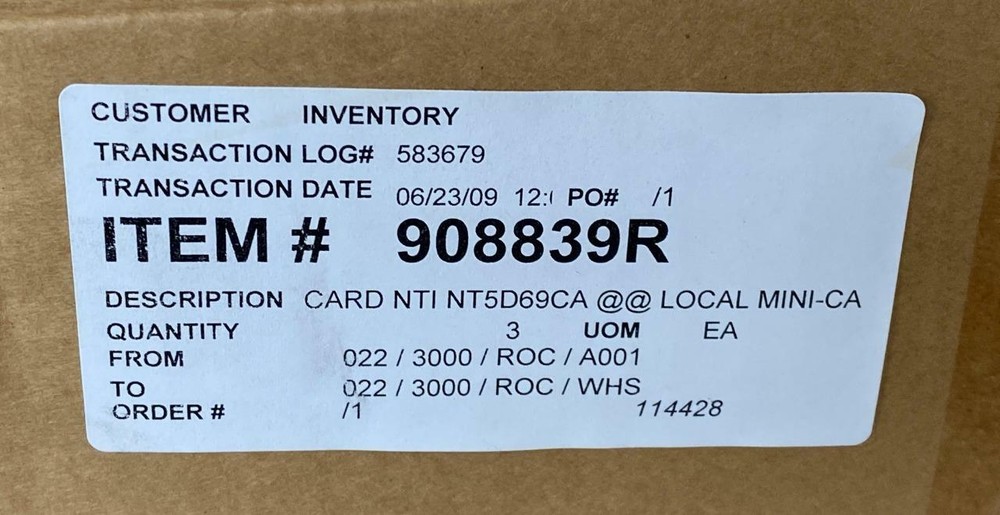 CUSTOMER INVENTORY
TRANSACTION LOG# 583679
TRANSACTION DATE 06/23/09 12:( PO# /1
ITEM # 908839R
DESCRIPTION CARD NTI NT5D69CA @@ LOCAL MINI-CA
QUANTITY 3 UOM EA
FROM 022 / 3000 / ROC / A001
TO 022 / 3000 / ROC / WHS
ORDER # /1 114428